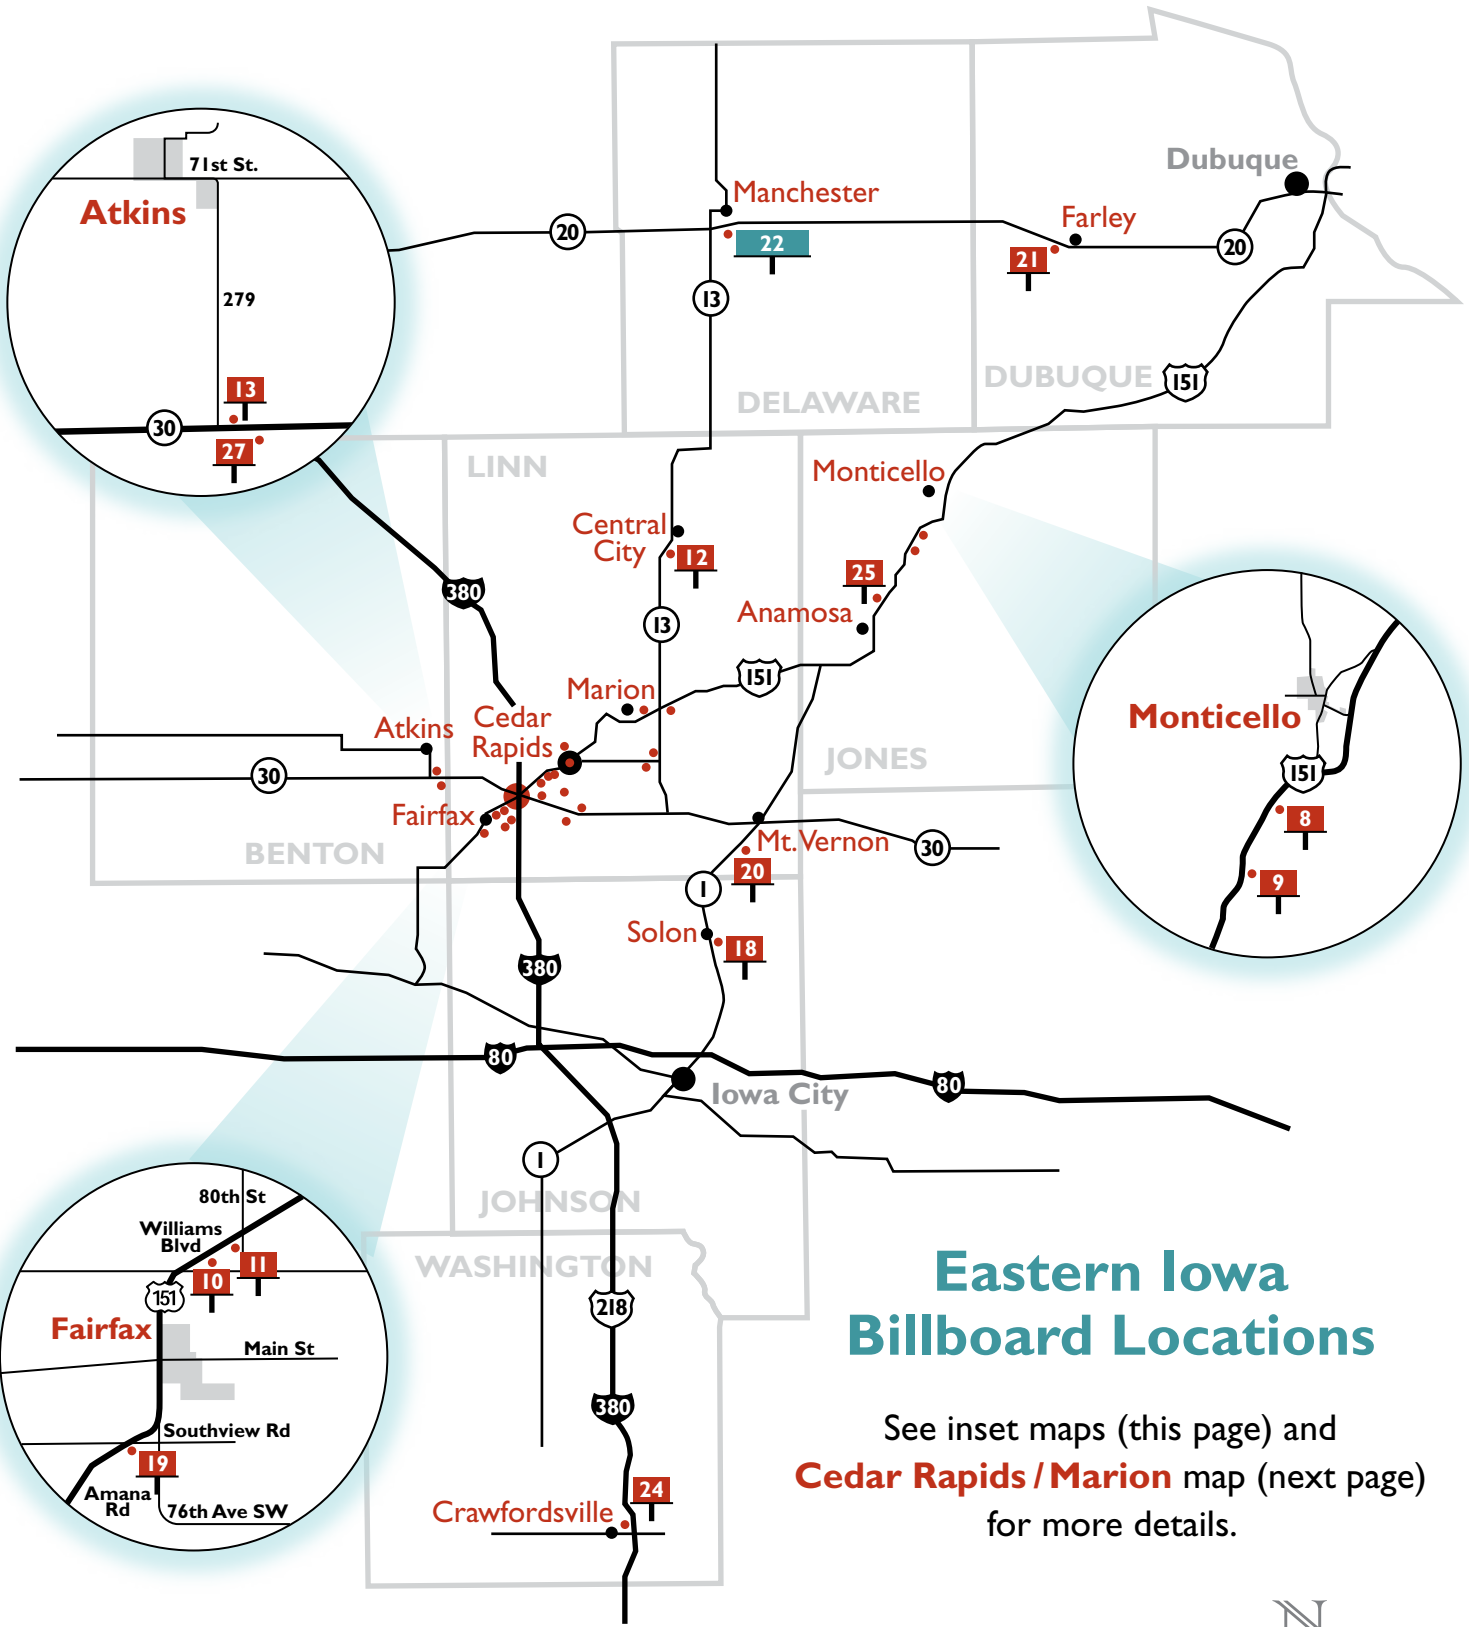 Dubuque
Manchester
Farley
20
22
21
20
13
71st St.
Atkins
279
13
30
27
DELAWARE
DUBUQUE
151
LINN
Monticello
Central
City
12
25
380
13
Anamosa
151
Marion
Atkins
Cedar
Rapids
JONES
30
Fairfax
Mt. Vernon
30
BENTON
20
1
Solon
18
380
Monticello
151
8
9
80
80
Iowa City
1
JOHNSON
WASHINGTON
218
380
24
Crawfordsville
80th St
Williams
Blvd
11
10
151
Fairfax
Main St
Southview Rd
19
Amana
Rd
76th Ave SW
Eastern Iowa
Billboard Locations
See inset maps (this page) and
Cedar Rapids / Marion map (next page)
for more details.
N